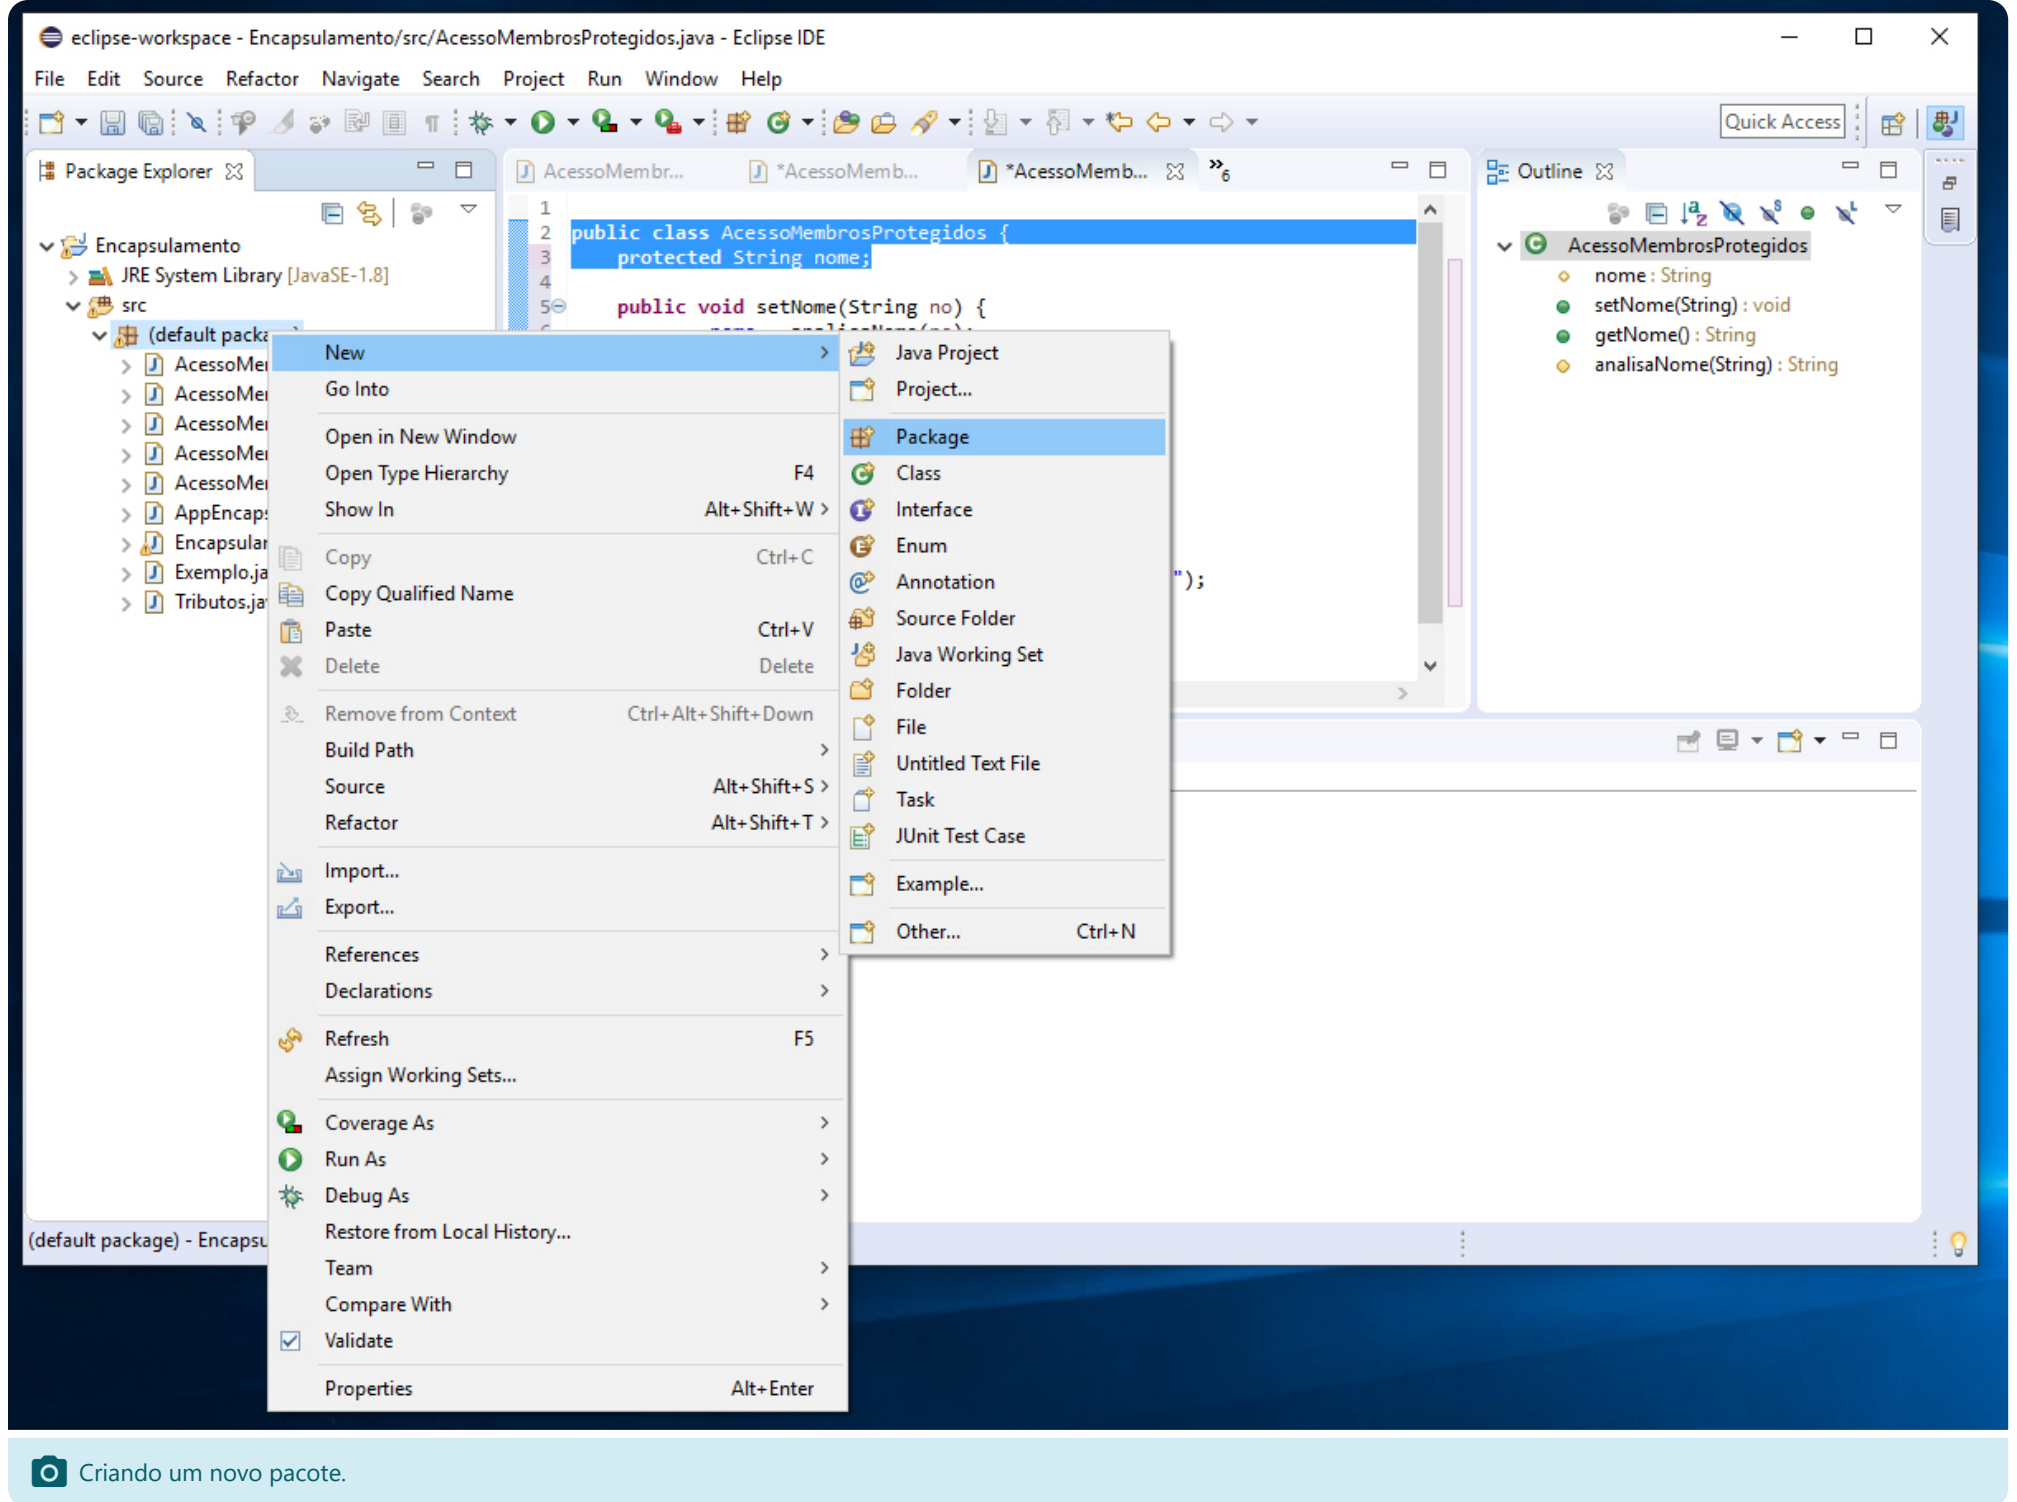 eclipse-workspace - Encapsulamento/src/AcessoMembrosProtegidos.java - Eclipse IDE
File Edit Source Refactor Navigate Search Project Run Window Help
Quick Access
Package Explorer
AcessoMembr... *AcessoMemb... *AcessoMemb... »6
Outline
Encapsulamento
JRE System Library [JavaSE-1.8]
src
(default packa
AcessoMe
AcessoMe
AcessoMe
AcessoMe
AcessoMe
AppEncap
Encapsula
Exemplo.ja
Tributos.ja
1
2 public class AcessoMembrosProtegidos {
3 protected String nome;
4
5 public void setNome(String no) {
");
AcessoMembrosProtegidos
nome : String
setNome(String) : void
getNome() : String
analisaNome(String) : String
New
Go Into
Open in New Window
Open Type Hierarchy F4
Show In Alt+Shift+W
Copy Ctrl+C
Copy Qualified Name
Paste Ctrl+V
Delete Delete
Remove from Context Ctrl+Alt+Shift+Down
Build Path
Source Alt+Shift+S
Refactor Alt+Shift+T
Import...
Export...
References
Declarations
Refresh F5
Assign Working Sets...
Coverage As
Run As
Debug As
Restore from Local History...
Team
Compare With
Validate
Properties Alt+Enter
Java Project
Project...
Package
Class
Interface
Enum
Annotation
Source Folder
Java Working Set
Folder
File
Untitled Text File
Task
JUnit Test Case
Example...
Other... Ctrl+N
(default package) - Encapsu
Criando um novo pacote.